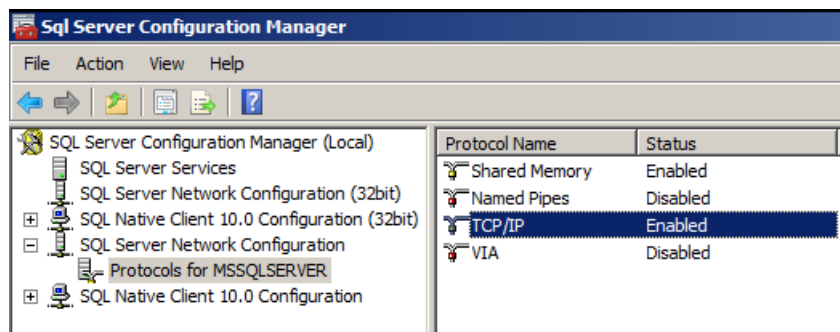 Sql Server Configuration Manager
File Action View Help
SQL Server Configuration Manager (Local)
SQL Server Services
SQL Server Network Configuration (32bit)
SQL Native Client 10.0 Configuration (32bit)
SQL Server Network Configuration
Protocols for MSSQLSERVER
SQL Native Client 10.0 Configuration
Protocol Name Status
Shared Memory Enabled
Named Pipes Disabled
TCP/IP Enabled
VIA Disabled